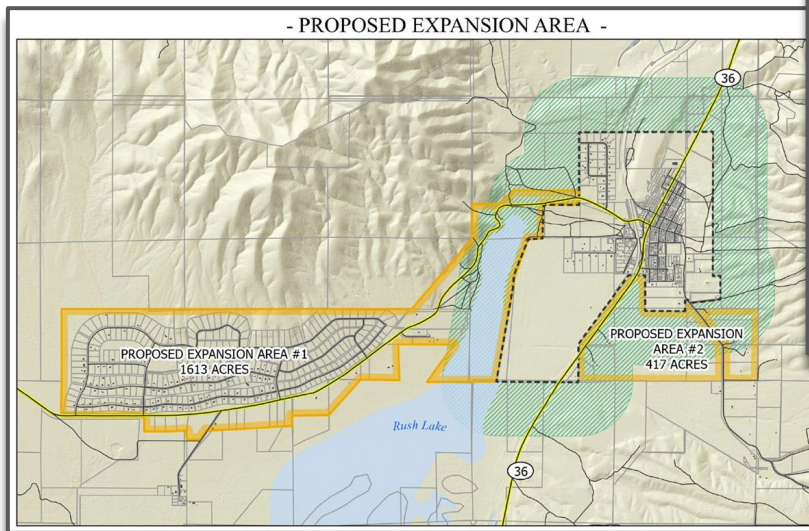 - PROPOSED EXPANSION AREA -
36
PROPOSED EXPANSION AREA #1
1613 ACRES
PROPOSED EXPANSION
AREA #2
417 ACRES
Rush Lake
36